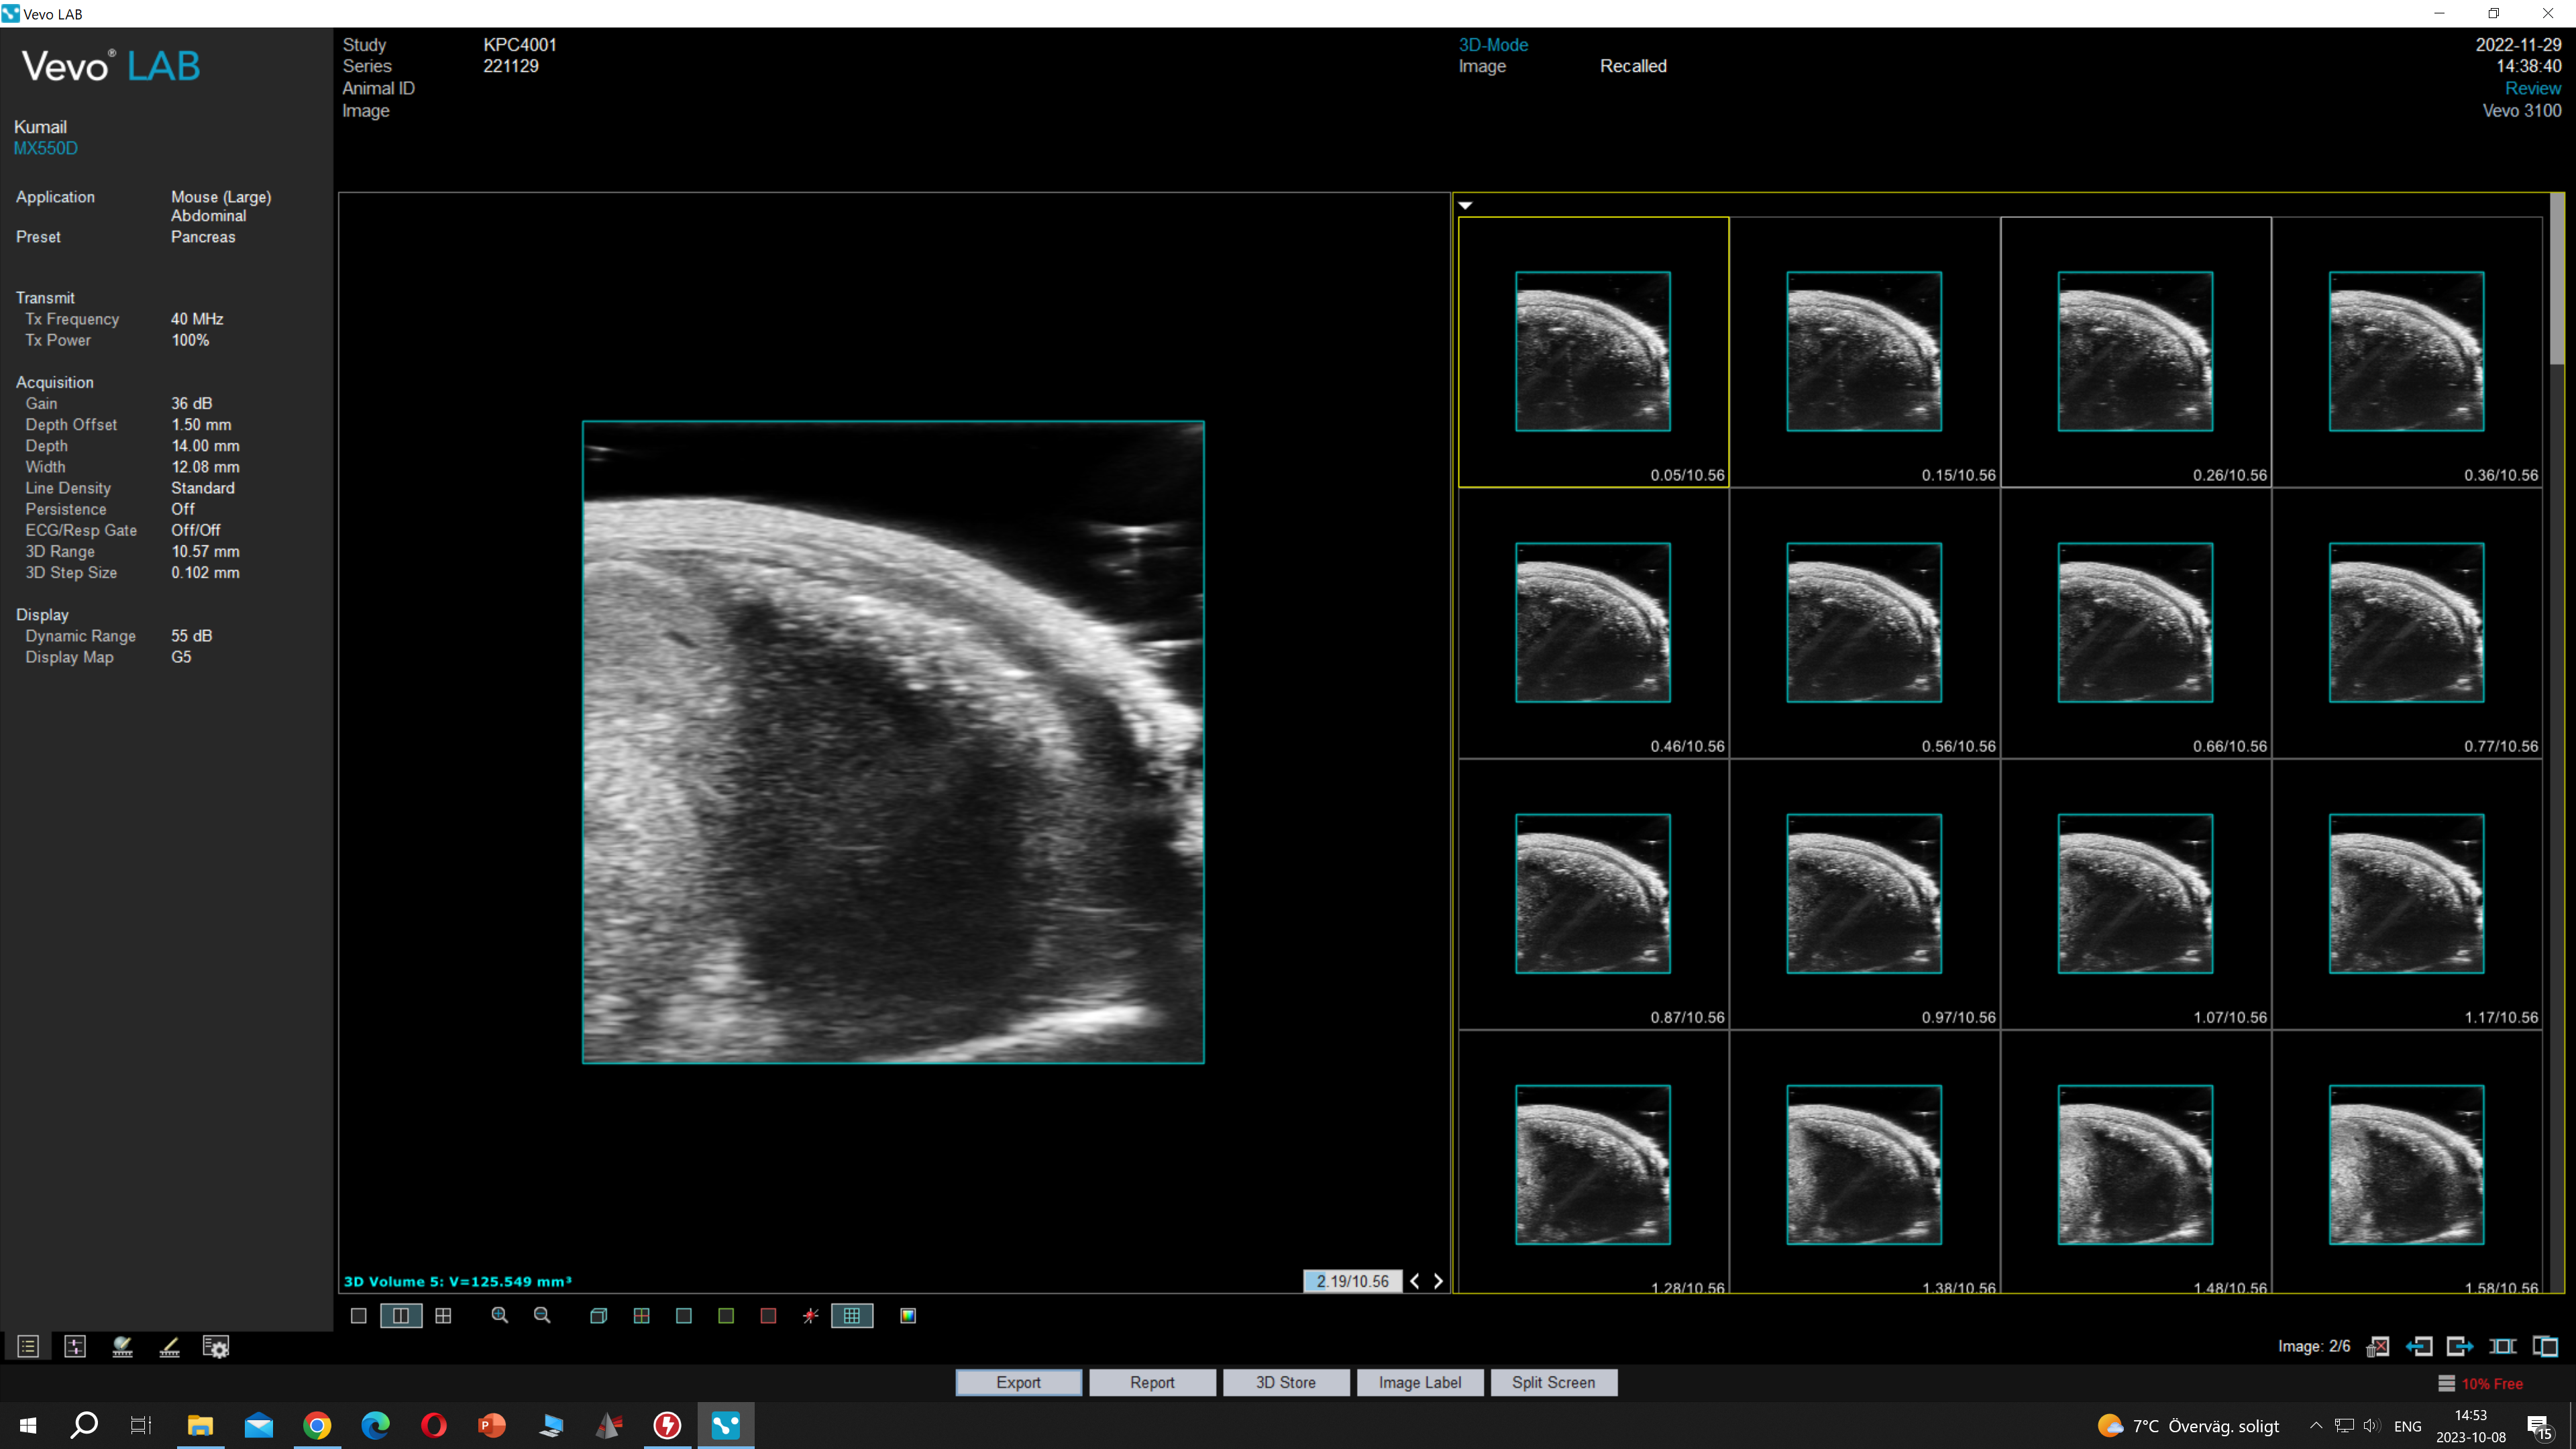 Vevo LAB
Vevo® LAB
Study KPC4001
Series 221129
Animal ID
Image
3D-Mode
Image Recalled
2022-11-29
14:38:40
Review
Vevo 3100
Kumail
MX550D
Application Mouse (Large)
Abdominal
Preset Pancreas
Transmit
Tx Frequency 40 MHz
Tx Power 100%
Acquisition
Gain 36 dB
Depth Offset 1.50 mm
Depth 14.00 mm
Width 12.08 mm
Line Density Standard
Persistence Off
ECG/Resp Gate Off/Off
3D Range 10.57 mm
3D Step Size 0.102 mm
Display
Dynamic Range 55 dB
Display Map G5
0.05/10.56 0.15/10.56 0.26/10.56 0.36/10.56
0.46/10.56 0.56/10.56 0.66/10.56 0.77/10.56
0.87/10.56 0.97/10.56 1.07/10.56 1.17/10.56
1.28/10.56 1.38/10.56 1.48/10.56 1.58/10.56
3D Volume 5: V=125.549 mm³
2.19/10.56
Image: 2/6
Export Report 3D Store Image Label Split Screen
10% Free
7°C Överväg. soligt
ENG
14:53
2023-10-08
15